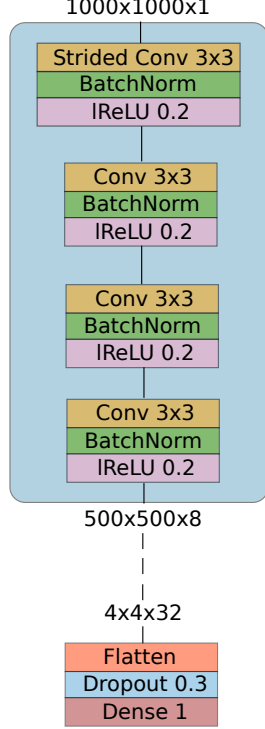 1000x1000x1
Strided Conv 3x3
BatchNorm
lReLU 0.2
Conv 3x3
BatchNorm
lReLU 0.2
Conv 3x3
BatchNorm
lReLU 0.2
Conv 3x3
BatchNorm
lReLU 0.2
500x500x8
4x4x32
Flatten
Dropout 0.3
Dense 1